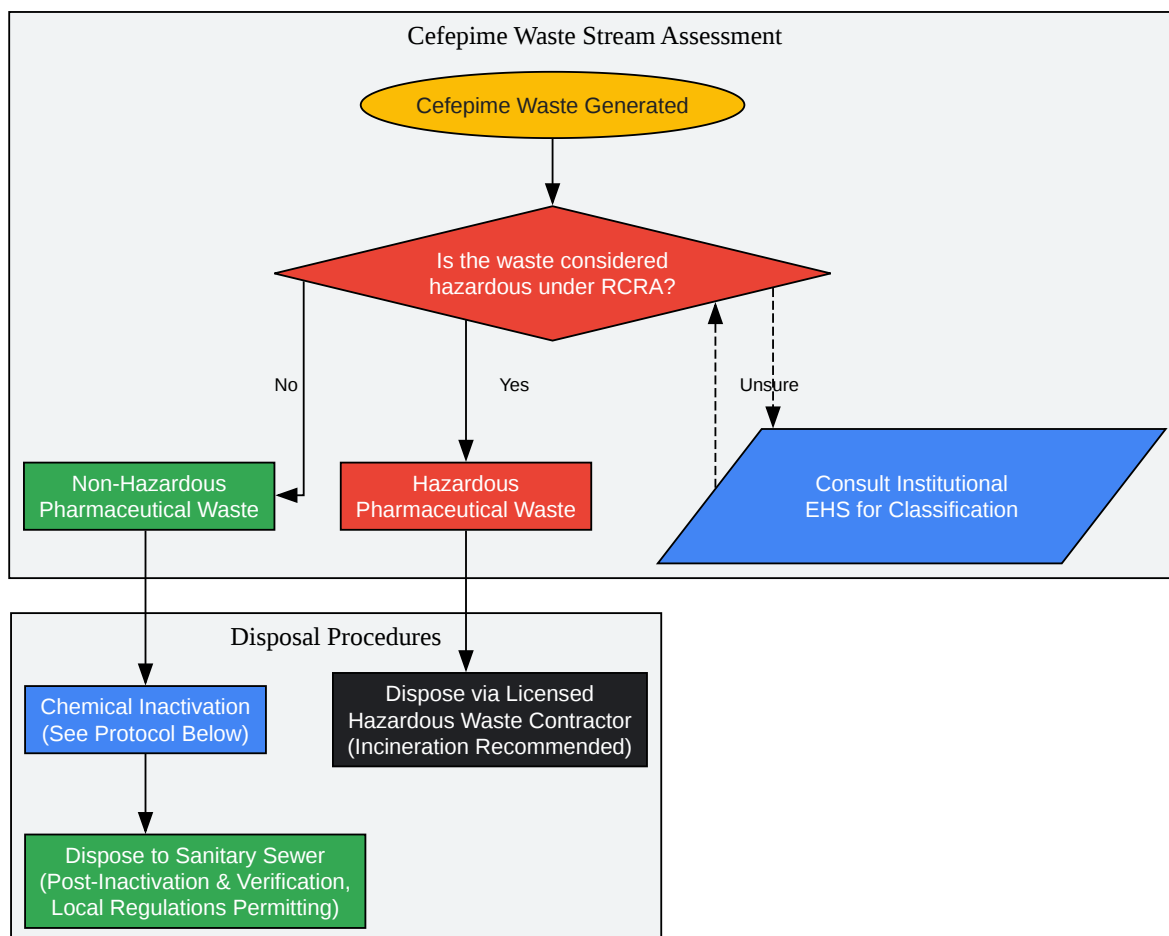 Cefepime Waste Stream Assessment
Cefepime Waste Generated
Is the waste considered
hazardous under RCRA?
No
Yes
Unsure
Non-Hazardous
Pharmaceutical Waste
Hazardous
Pharmaceutical Waste
Consult Institutional
EHS for Classification
Disposal Procedures
Chemical Inactivation
(See Protocol Below)
Dispose via Licensed
Hazardous Waste Contractor
(Incineration Recommended)
Dispose to Sanitary Sewer
(Post-Inactivation & Verification,
Local Regulations Permitting)